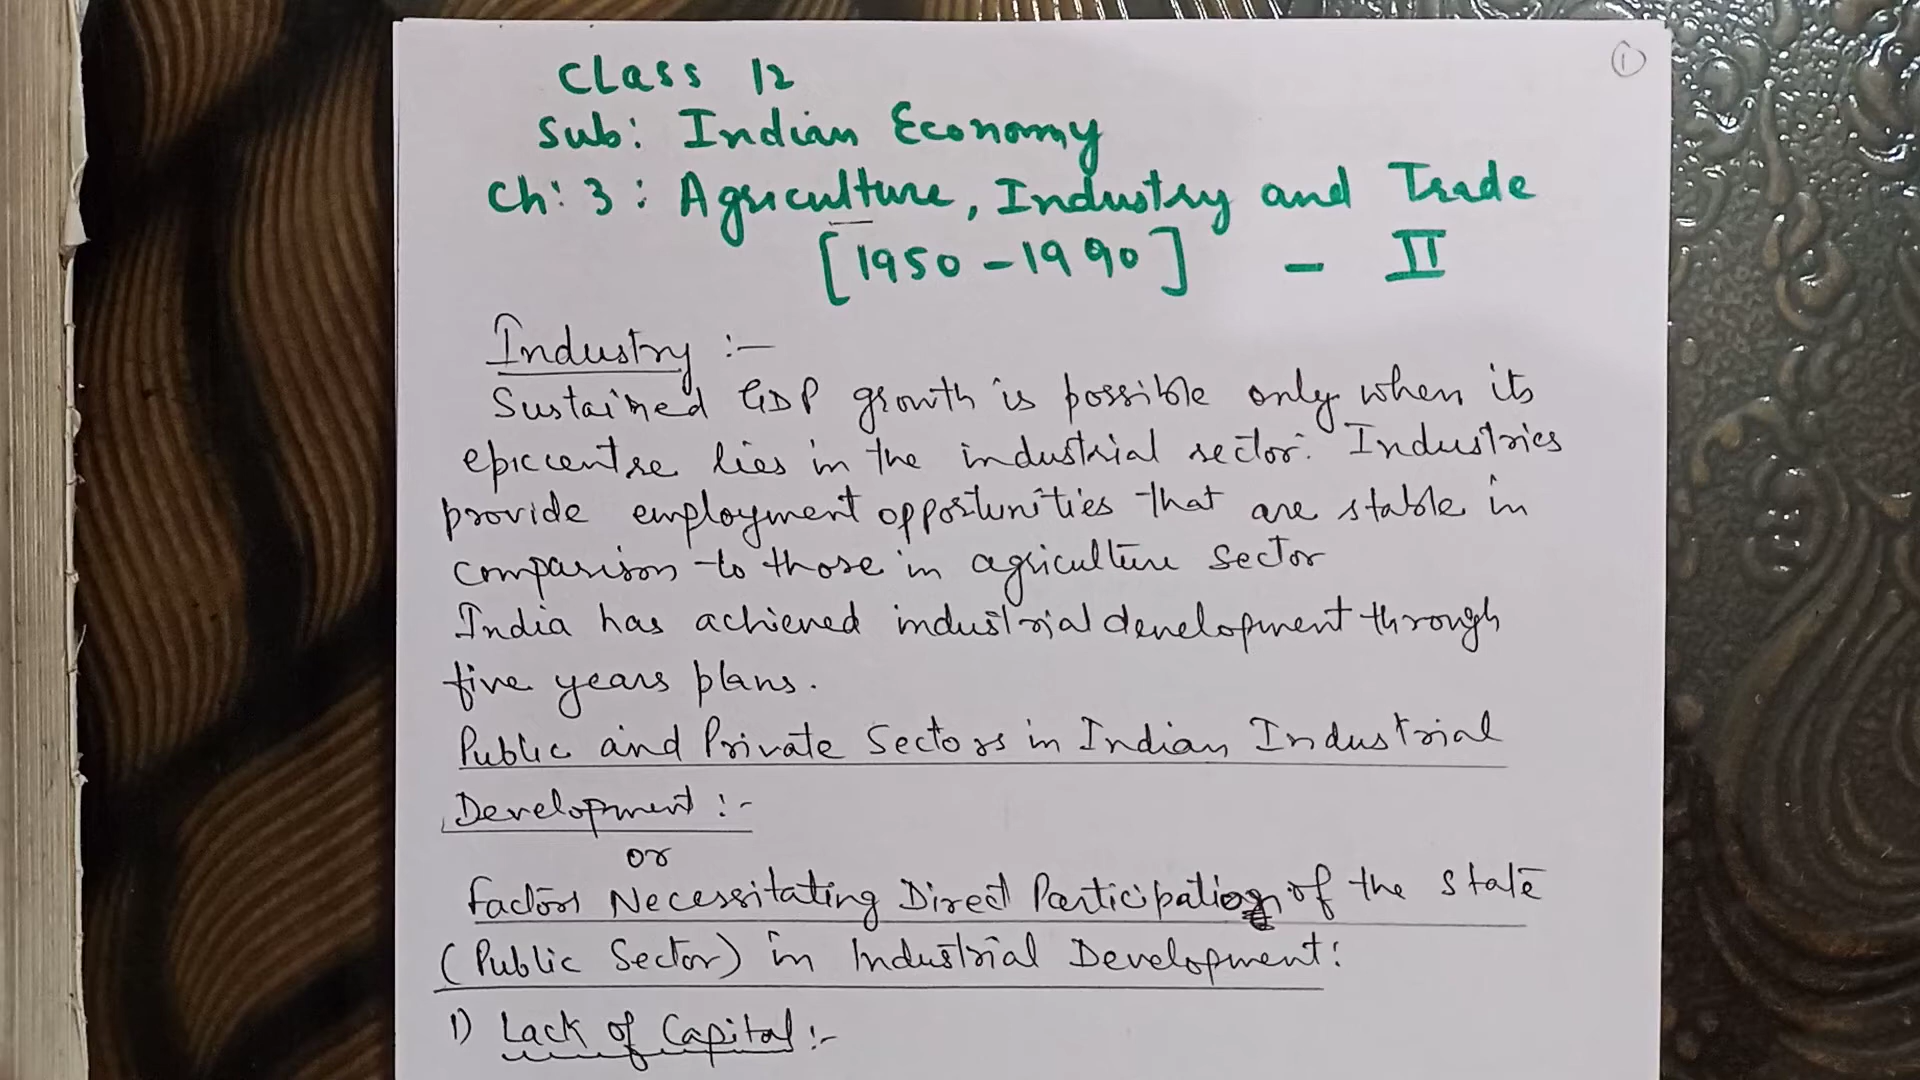 1
Class 12
Sub: Indian Economy
Ch: 3: Agriculture, Industry and Trade
[1950-1990] - II
Industry :-
Sustained GDP growth is possible only when its
epiccentre lies in the industrial sector. Industries
provide employment opportunities that are stable in
comparison to those in agriculture sector
India has achieved industrial development through
five years plans.
Public and Private Sectors in Indian Industrial
Development :-
or
Factors Necessitating Direct Participation of the state
(Public Sector) in Industrial Development:
1) Lack of Capital :-